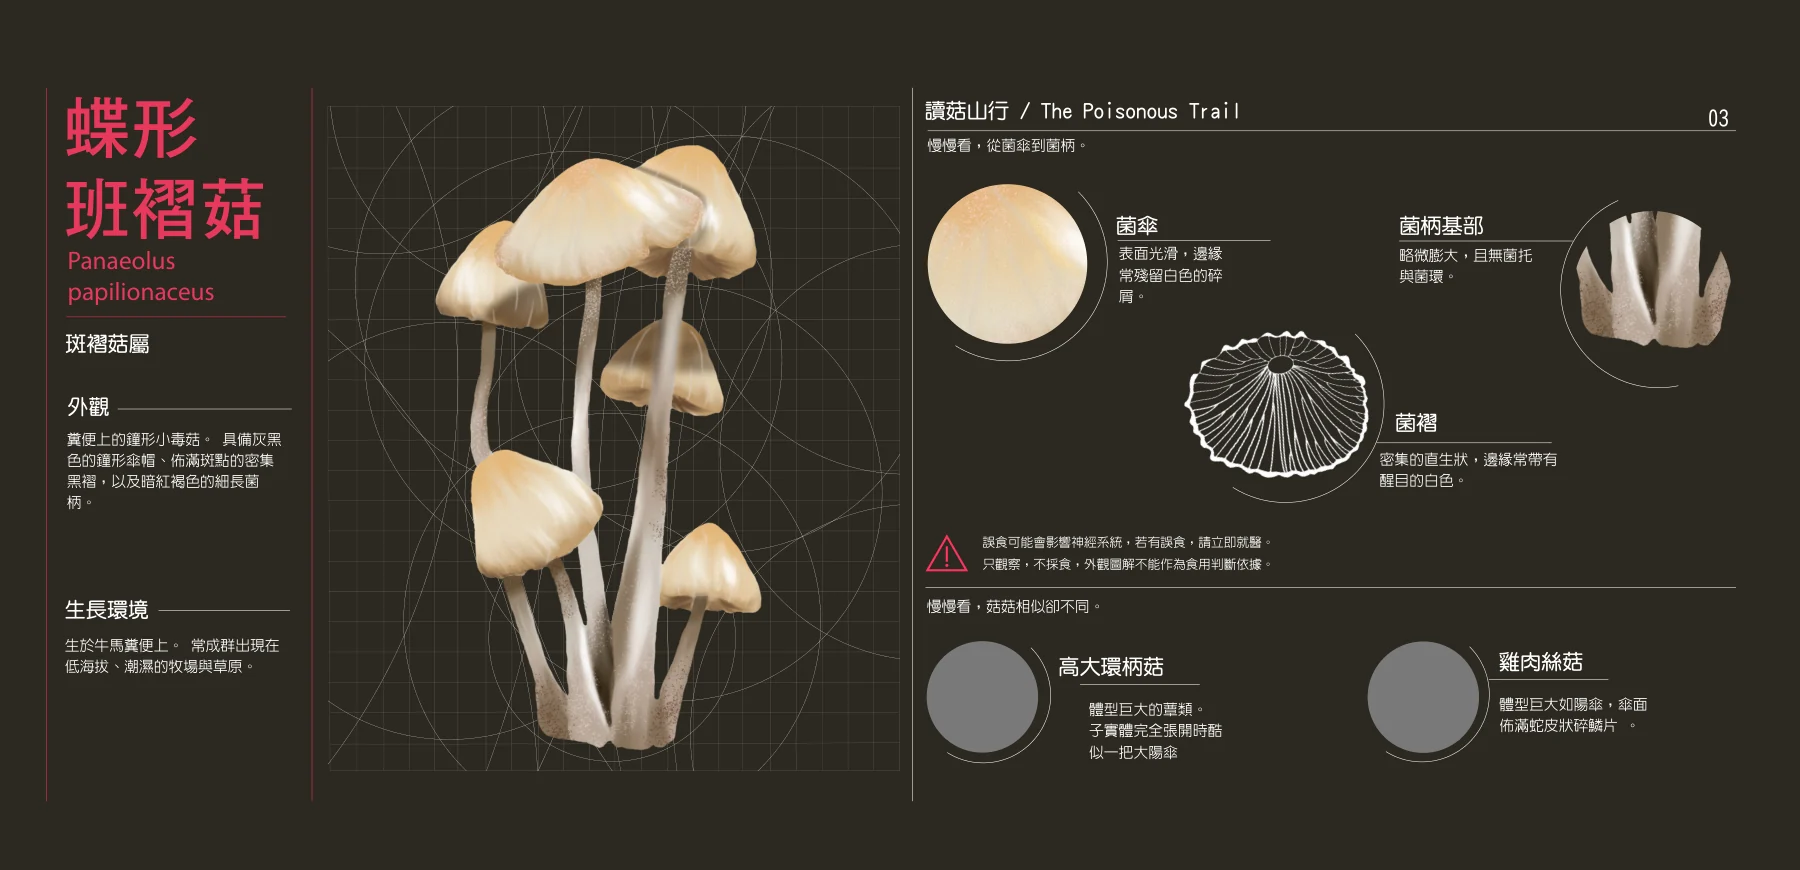 蝶形
班褶菇
Panaeolus
papilionaceus
斑褶菇屬
外觀
糞便上的鐘形小毒菇。 具備灰黑
色的鐘形傘帽、佈滿斑點的密集
黑褶，以及暗紅褐色的細長菌
柄。
生長環境
生於牛馬糞便上。 常成群出現在
低海拔、潮濕的牧場與草原。
讀菇山行 / The Poisonous Trail
03
慢慢看，從菌傘到菌柄。
菌傘
表面光滑，邊緣
常殘留白色的碎
屑。
菌柄基部
略微膨大，且無菌托
與菌環。
菌褶
密集的直生狀，邊緣常帶有
醒目的白色。
誤食可能會影響神經系統，若有誤食，請立即就醫。
只觀察，不採食，外觀圖解不能作為食用判斷依據。
慢慢看，菇菇相似卻不同。
高大環柄菇
體型巨大的蕈類。
子實體完全張開時酷
似一把大陽傘
雞肉絲菇
體型巨大如陽傘，傘面
佈滿蛇皮狀碎鱗片 。